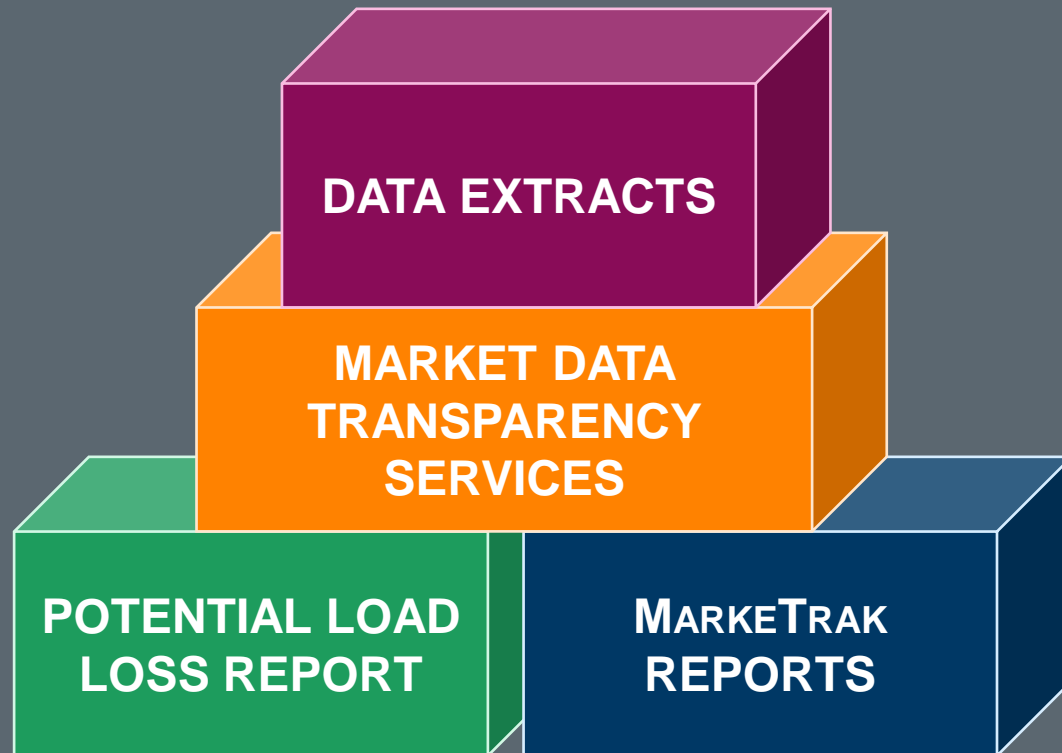 DATA EXTRACTS
MARKET DATA
TRANSPARENCY
SERVICES
POTENTIAL LOAD
LOSS REPORT
MARKETRAK
REPORTS